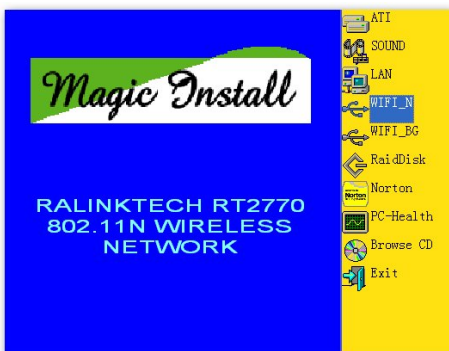 Magic Install
RALINKTECH RT2770
802.11N WIRELESS
NETWORK
ATI
SOUND
LAN
WIFI_N
WIFI_BG
RaidDisk
Norton
Norton
PC-Health
Browse CD
Exit